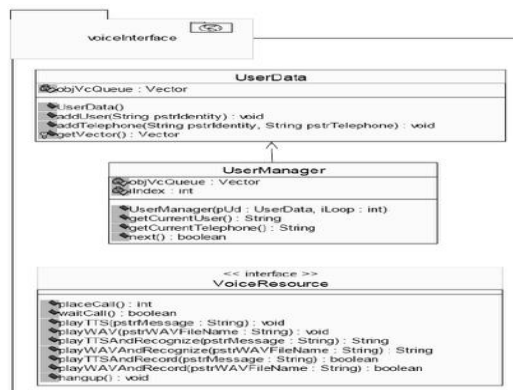 voiceInterface
UserData
objVcQueue : Vector
UserData()
addUser(String pstrIdentity) : void
addTelephone(String pstrIdentity, String pstrTelephone) : void
getVector() : Vector
UserManager
objVcQueue : Vector
iIndex : int
UserManager(pUd : UserData, iLoop : int)
getCurrentUser() : String
getCurrentTelephone() : String
next() : boolean
<< interface >>
VoiceResource
placeCall() : int
waitCall() : boolean
playTTS(pstrMessage : String) : void
playWAV(pstrWAVFileName : String) : void
playTTSAndRecognize(pstrMessage : String) : String
playWAVAndRecognize(pstrWAVFileName : String) : String
playTTSAndRecord(pstrMessage : String) : boolean
playWAVAndRecord(pstrWAVFileName : String) : boolean
hangup() : void